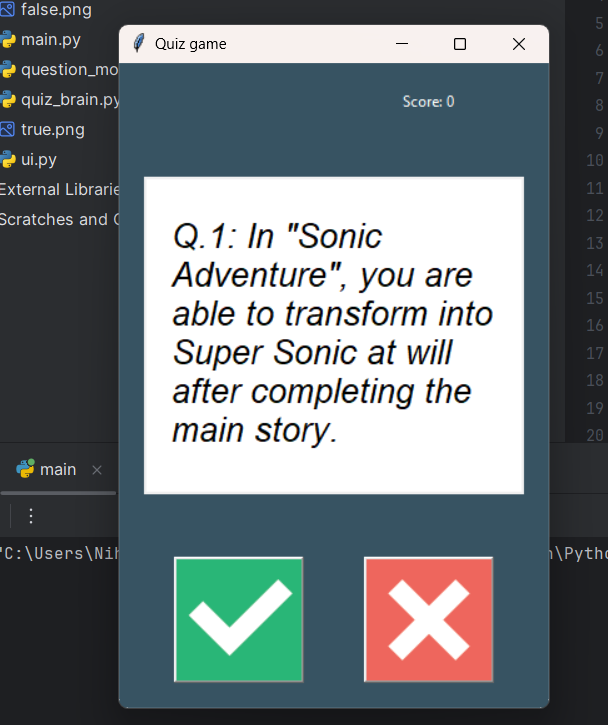 false.png
main.py
question_mo
quiz_brain.py
true.png
ui.py
External Librarie
Scratches and
Quiz game
Score: 0
Q.1: In "Sonic
Adventure", you are
able to transform into
Super Sonic at will
after completing the
main story.
5
6
7
8
9
10
11
12
13
14
15
16
17
18
19
20
main
"C:\Users\Nih
\Pytho